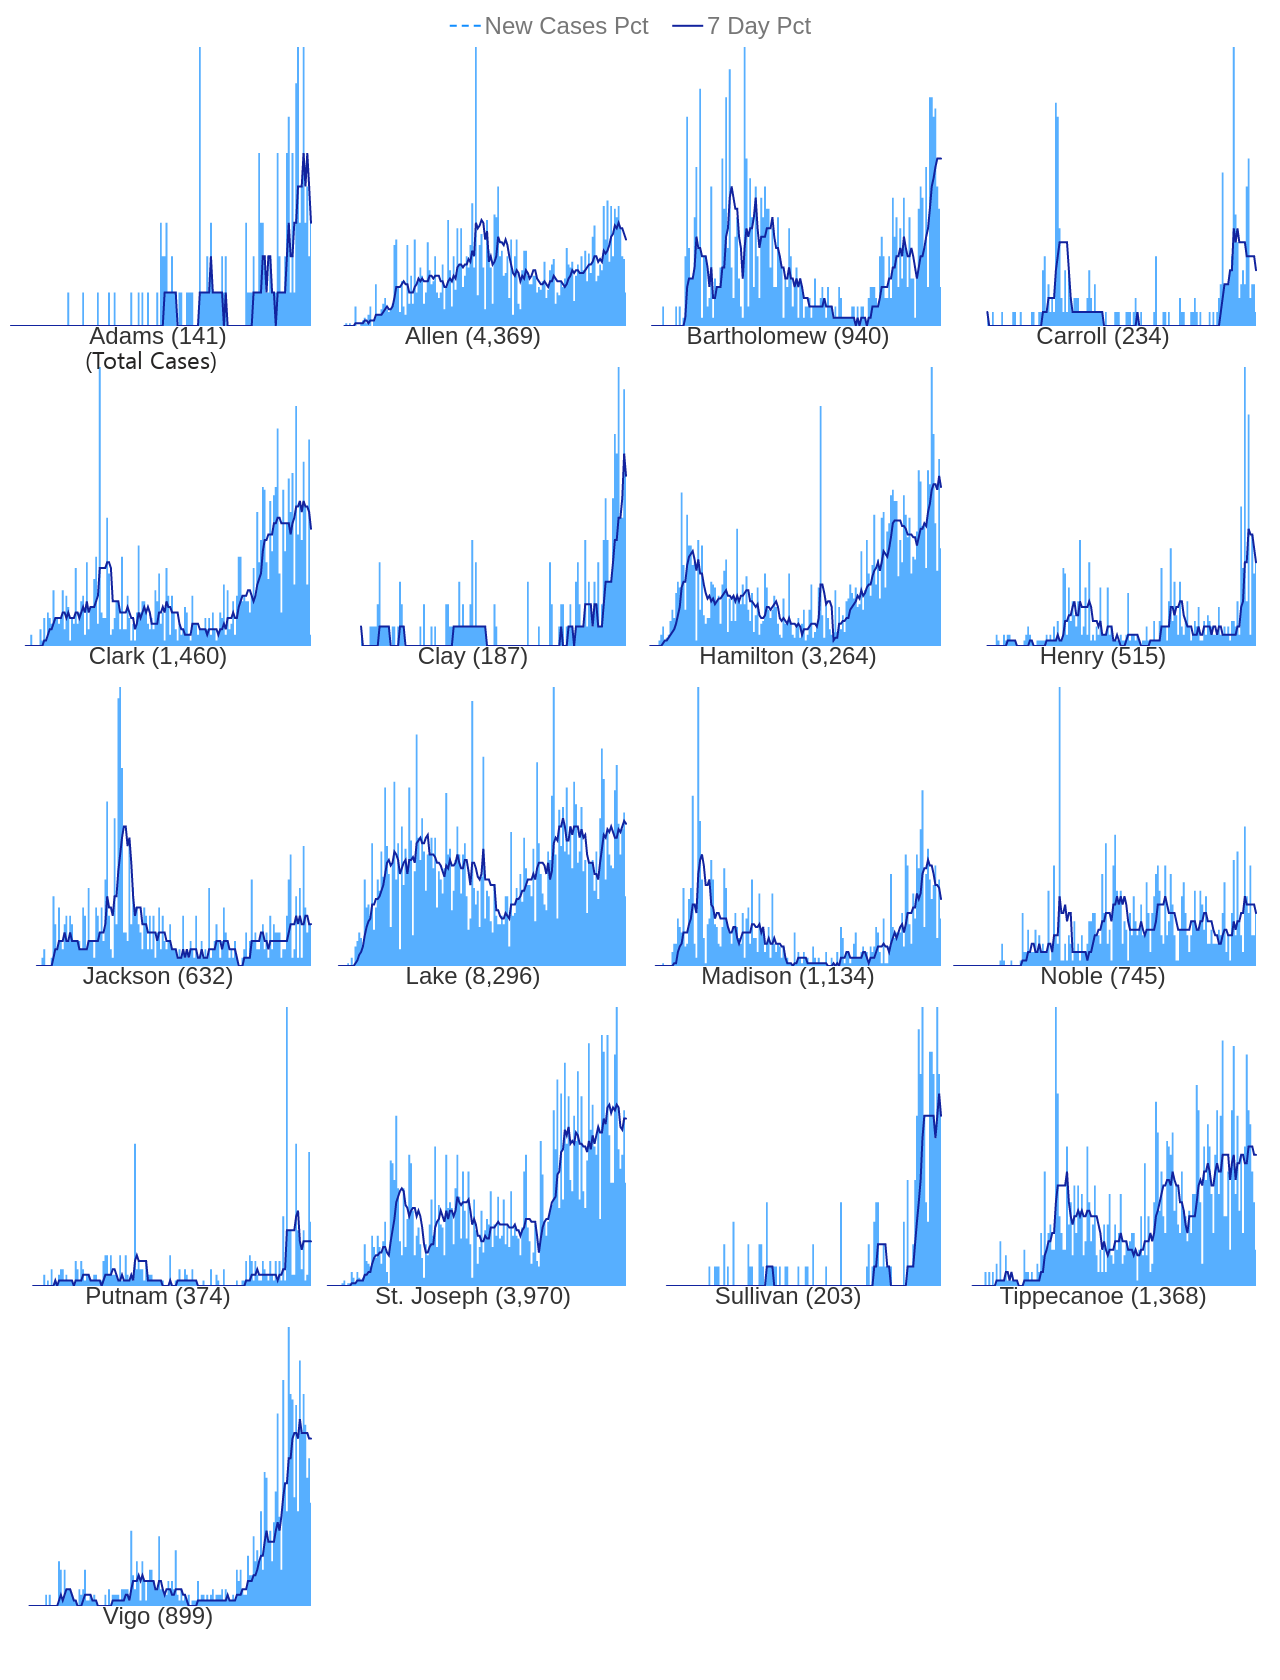 New Cases Pct 7 Day Pct
Adams (141) Allen (4,369) Bartholomew (940) Carroll (234)
(Total Cases)
Clark (1,460) Clay (187) Hamilton (3,264) Henry (515)
Jackson (632) Lake (8,296) Madison (1,134) Noble (745)
Putnam (374) St. Joseph (3,970) Sullivan (203) Tippecanoe (1,368)
Vigo (899)